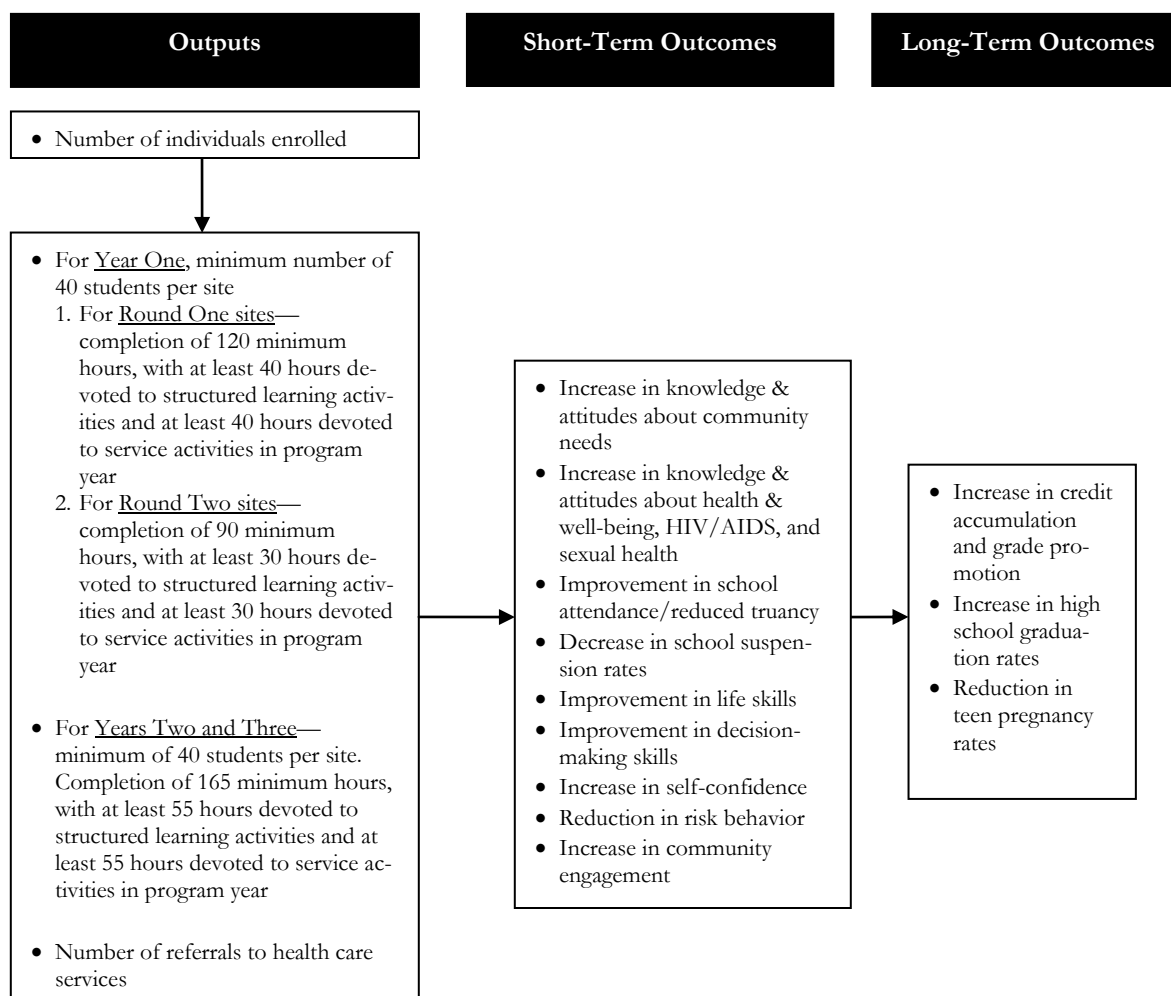 Outputs
Short-Term Outcomes
Long-Term Outcomes
• Number of individuals enrolled
• For Year One, minimum number of
40 students per site
1. For Round One sites—
completion of 120 minimum
hours, with at least 40 hours de-
voted to structured learning activ-
ities and at least 40 hours devoted
to service activities in program
year
2. For Round Two sites—
completion of 90 minimum
hours, with at least 30 hours de-
voted to structured learning activ-
ities and at least 30 hours devoted
to service activities in program
year
• For Years Two and Three—
minimum of 40 students per site.
Completion of 165 minimum hours,
with at least 55 hours devoted to
structured learning activities and at
least 55 hours devoted to service ac-
tivities in program year
• Number of referrals to health care
services
• Increase in knowledge &
attitudes about community
needs
• Increase in knowledge &
attitudes about health &
well-being, HIV/AIDS, and
sexual health
• Improvement in school
attendance/reduced truancy
• Decrease in school suspen-
sion rates
• Improvement in life skills
• Improvement in decision-
making skills
• Increase in self-confidence
• Reduction in risk behavior
• Increase in community
engagement
• Increase in credit
accumulation
and grade pro-
motion
• Increase in high
school gradua-
tion rates
• Reduction in
teen pregnancy
rates